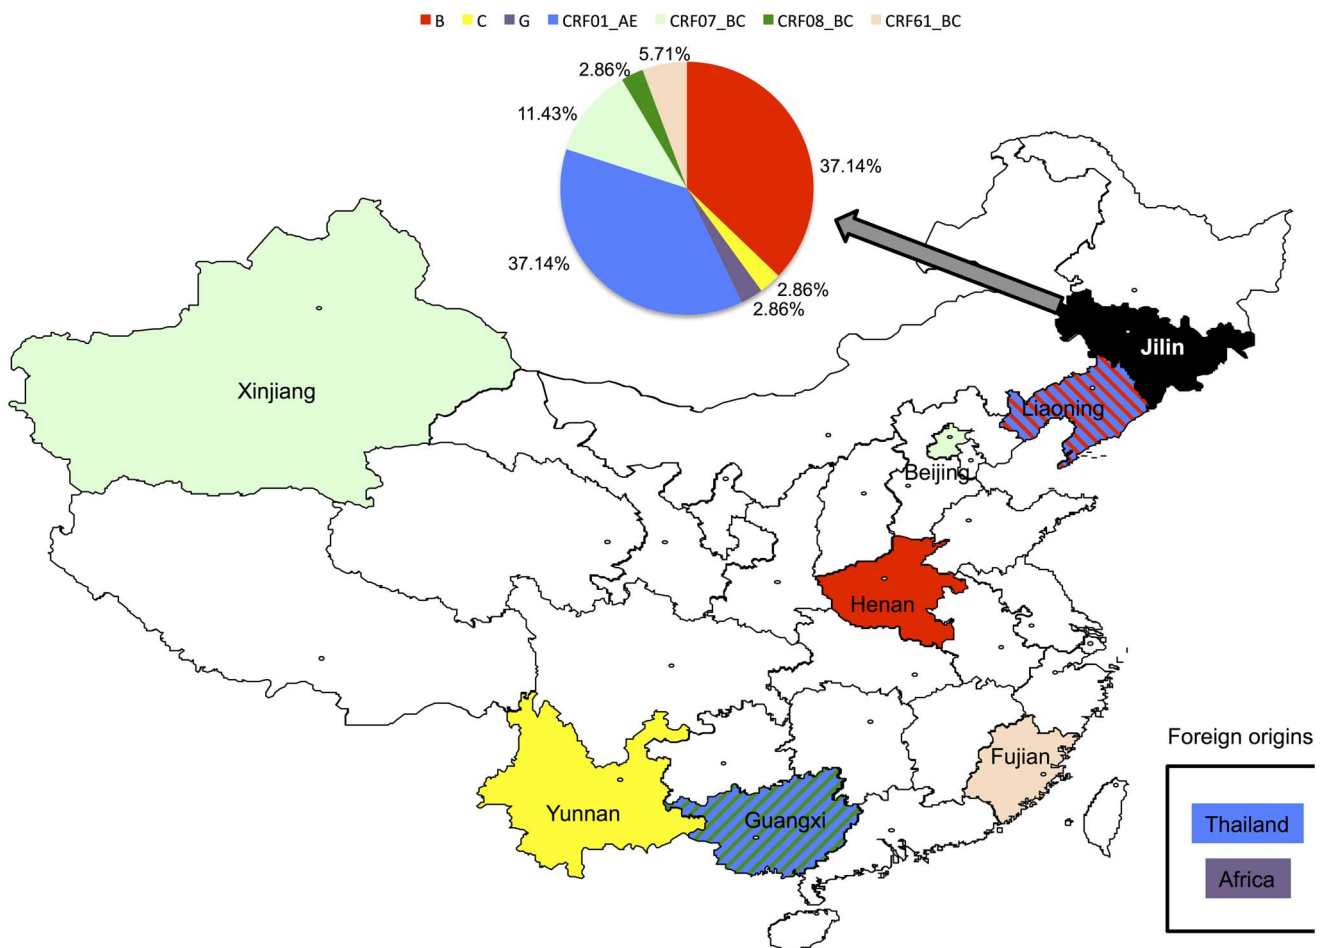 B C G CRF01_AE CRF07_BC CRF08_BC CRF61_BC
5.71%
2.86%
11.43%
37.14%
37.14%
2.86%
2.86%
Jilin
Xinjiang
Liaoning
Beijing
Henan
Foreign origins
Fujian
Yunnan
Guangxi
Thailand
Africa